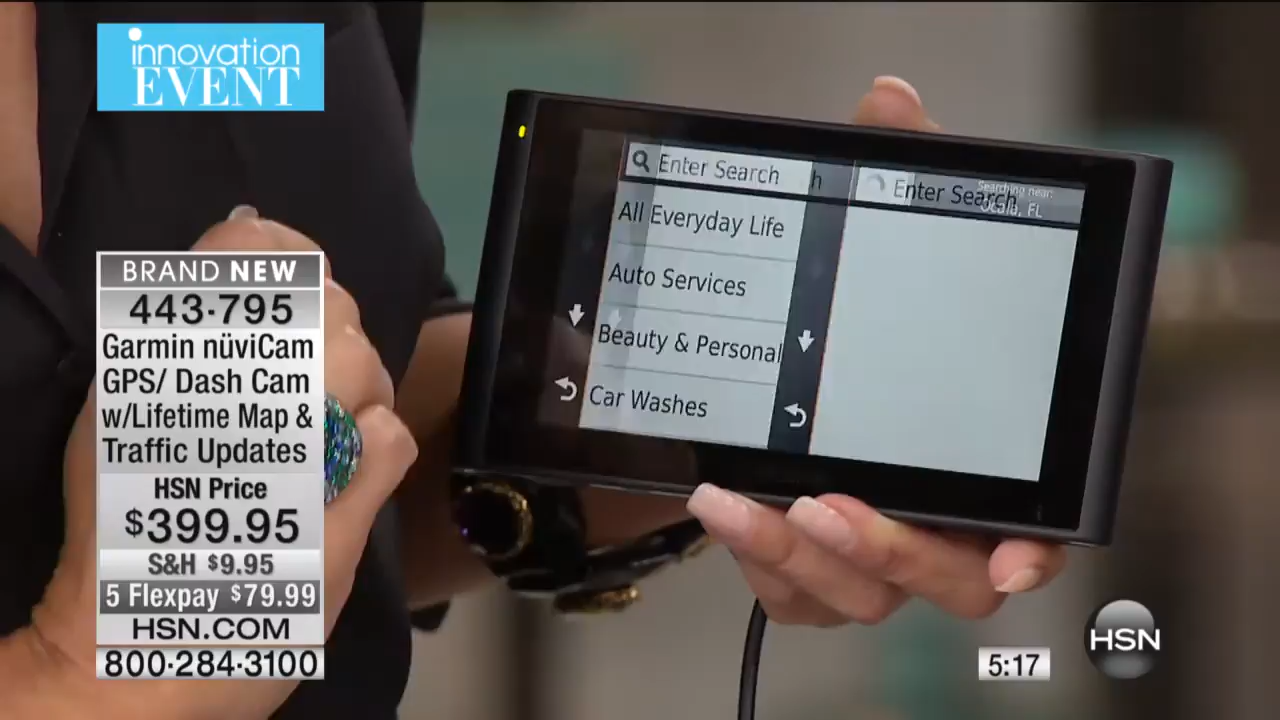 innovation
EVENT
BRAND NEW
443-795
Garmin nüviCam
GPS/ Dash Cam
w/Lifetime Map &
Traffic Updates
HSN Price
$399.95
S&H $9.95
5 Flexpay $79.99
HSN.COM
800-284-3100
Enter Search
h
All Everyday Life
Auto Services
Beauty & Personal
Car Washes
Enter Search
Searching near:
Ocala, FL
5:17
HSN